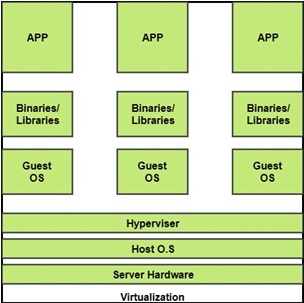 APP APP APP
Binaries/ Binaries/ Binaries/
Libraries Libraries Libraries
Guest Guest Guest
OS OS OS
Hyperviser
Host O.S
Server Hardware
Virtualization